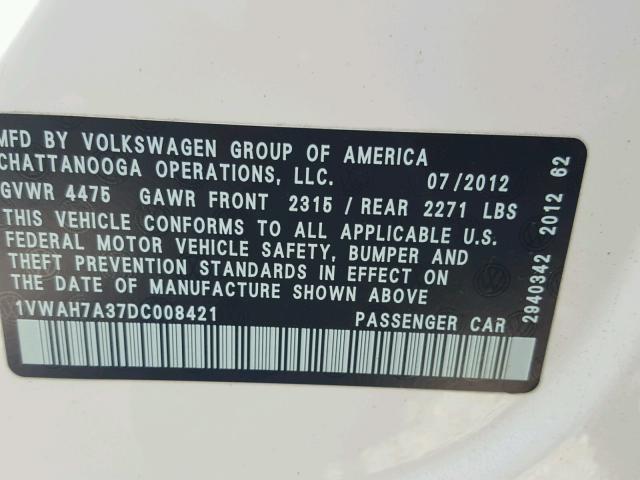 MFD BY VOLKSWAGEN GROUP OF AMERICA
CHATTANOOGA OPERATIONS, LLC. 07/2012
GVWR 4475 GAWR FRONT 2315 / REAR 2271 LBS
THIS VEHICLE CONFORMS TO ALL APPLICABLE U.S.
FEDERAL MOTOR VEHICLE SAFETY, BUMPER AND
THEFT PREVENTION STANDARDS IN EFFECT ON
THE DATE OF MANUFACTURE SHOWN ABOVE
1VWAH7A37DC008421 PASSENGER CAR
2940342 2012 62